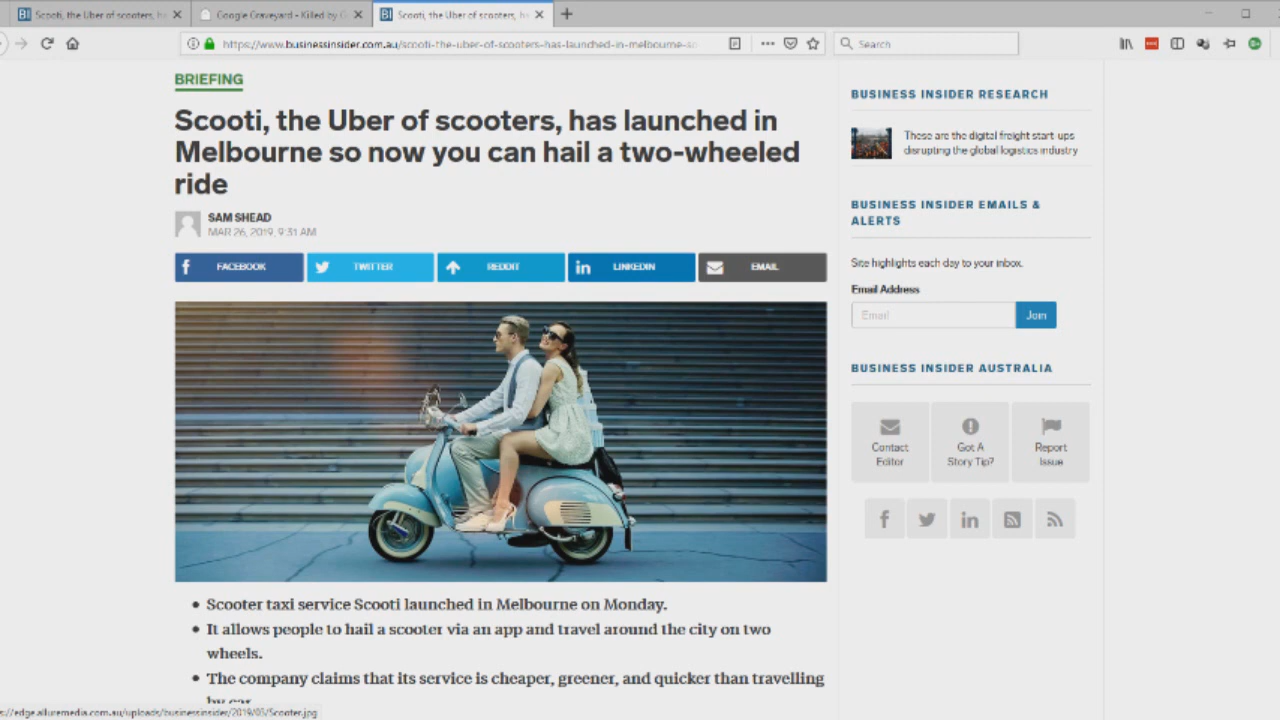 Scooti, the Uber of scooters, h
Google Graveyard - Killed by G
Scooti, the Uber of scooters, h
https://www.businessinsider.com.au/scooti-the-uber-of-scooters-has-launched-in-melbourne-so
Search
BRIEFING
Scooti, the Uber of scooters, has launched in
Melbourne so now you can hail a two-wheeled
ride
SAM SHEAD
MAR 26, 2019, 9:31 AM
FACEBOOK
TWITTER
REDDIT
LINKEDIN
EMAIL
Scooter taxi service Scooti launched in Melbourne on Monday.
It allows people to hail a scooter via an app and travel around the city on two
wheels.
The company claims that its service is cheaper, greener, and quicker than travelling
by car.
BUSINESS INSIDER RESEARCH
These are the digital freight start-ups
disrupting the global logistics industry
BUSINESS INSIDER EMAILS &
ALERTS
Site highlights each day to your inbox.
Email Address
Email
Join
BUSINESS INSIDER AUSTRALIA
Contact
Editor
Got A
Story Tip?
Report
Issue
s://edge.alluremedia.com.au/uploads/businessinsider/2019/03/Scooter.jpg